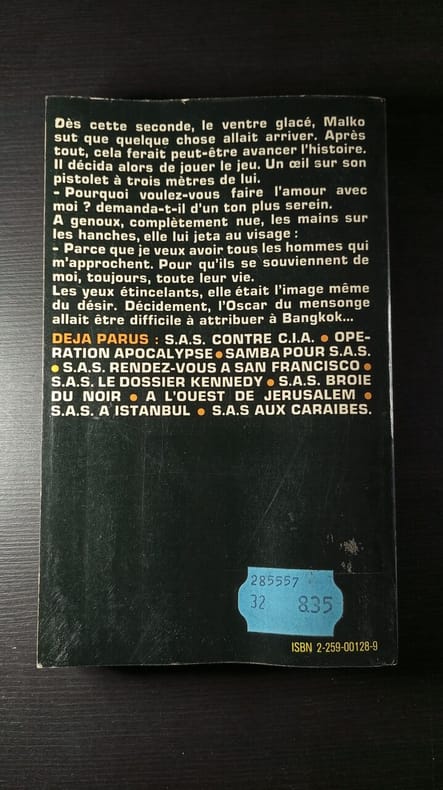 Dès cette seconde, le ventre glacé, Malko
sut que quelque chose allait arriver. Après
tout, cela ferait peut-être avancer l'histoire.
Il décida alors de jouer le jeu. Un œil sur son
pistolet à trois mètres de lui.
- Pourquoi voulez-vous faire l'amour avec
moi ? demanda-t-il d'un ton plus serein.
A genoux, complètement nue, les mains sur
les hanches, elle lui jeta au visage :
- Parce que je veux avoir tous les hommes qui
m'approchent. Pour qu'ils se souviennent de
moi, toujours, toute leur vie.
Les yeux étincelants, elle était l'image même
du désir. Décidement, l'Oscar du mensonge
allait être difficile à attribuer à Bangkok...
DEJA PARUS : S.A.S. CONTRE C.I.A. ● OPE-
RATION APOCALYPSE ● SAMBA POUR S.A.S.
● S.A.S. RENDEZ-VOUS A SAN FRANCISCO ●
S.A.S. LE DOSSIER KENNEDY ● S.A.S. BROIE
DU NOIR ● A L'OUEST DE JERUSALEM ●
S.A.S. A ISTANBUL ● S.A.S AUX CARAIBES.
285557
32 835
ISBN 2-259-00128-9